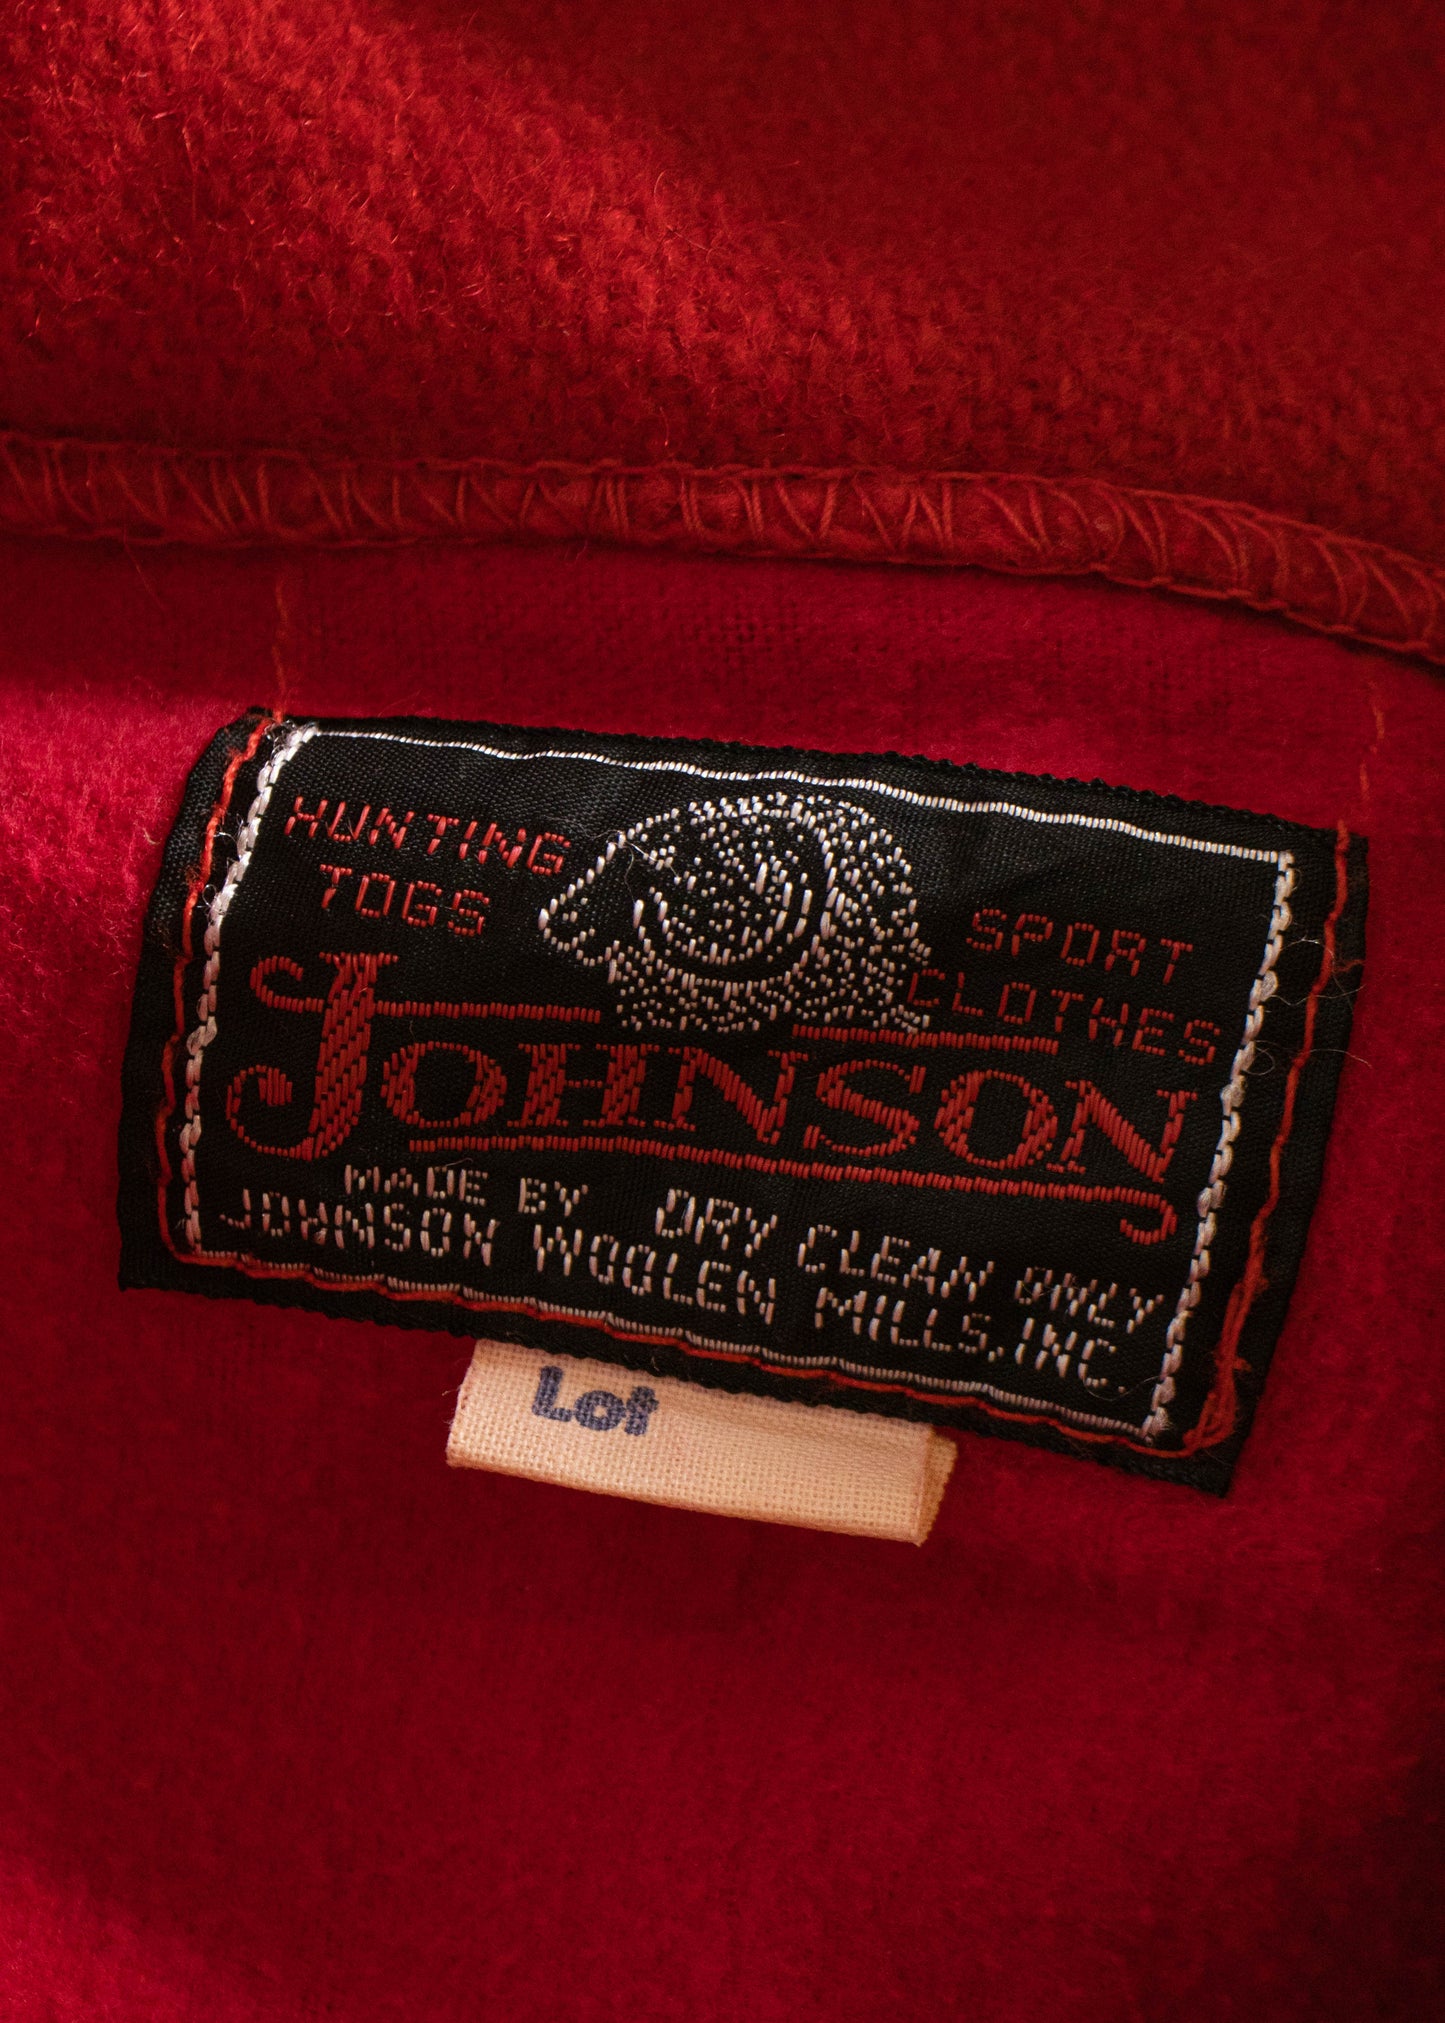 HUNTING
TOGS
SPORT
CLOTHES
JOHNSON
MADE BY DRY CLEAN ONLY
JOHNSON WOOLEN MILLS, INC.
Lot